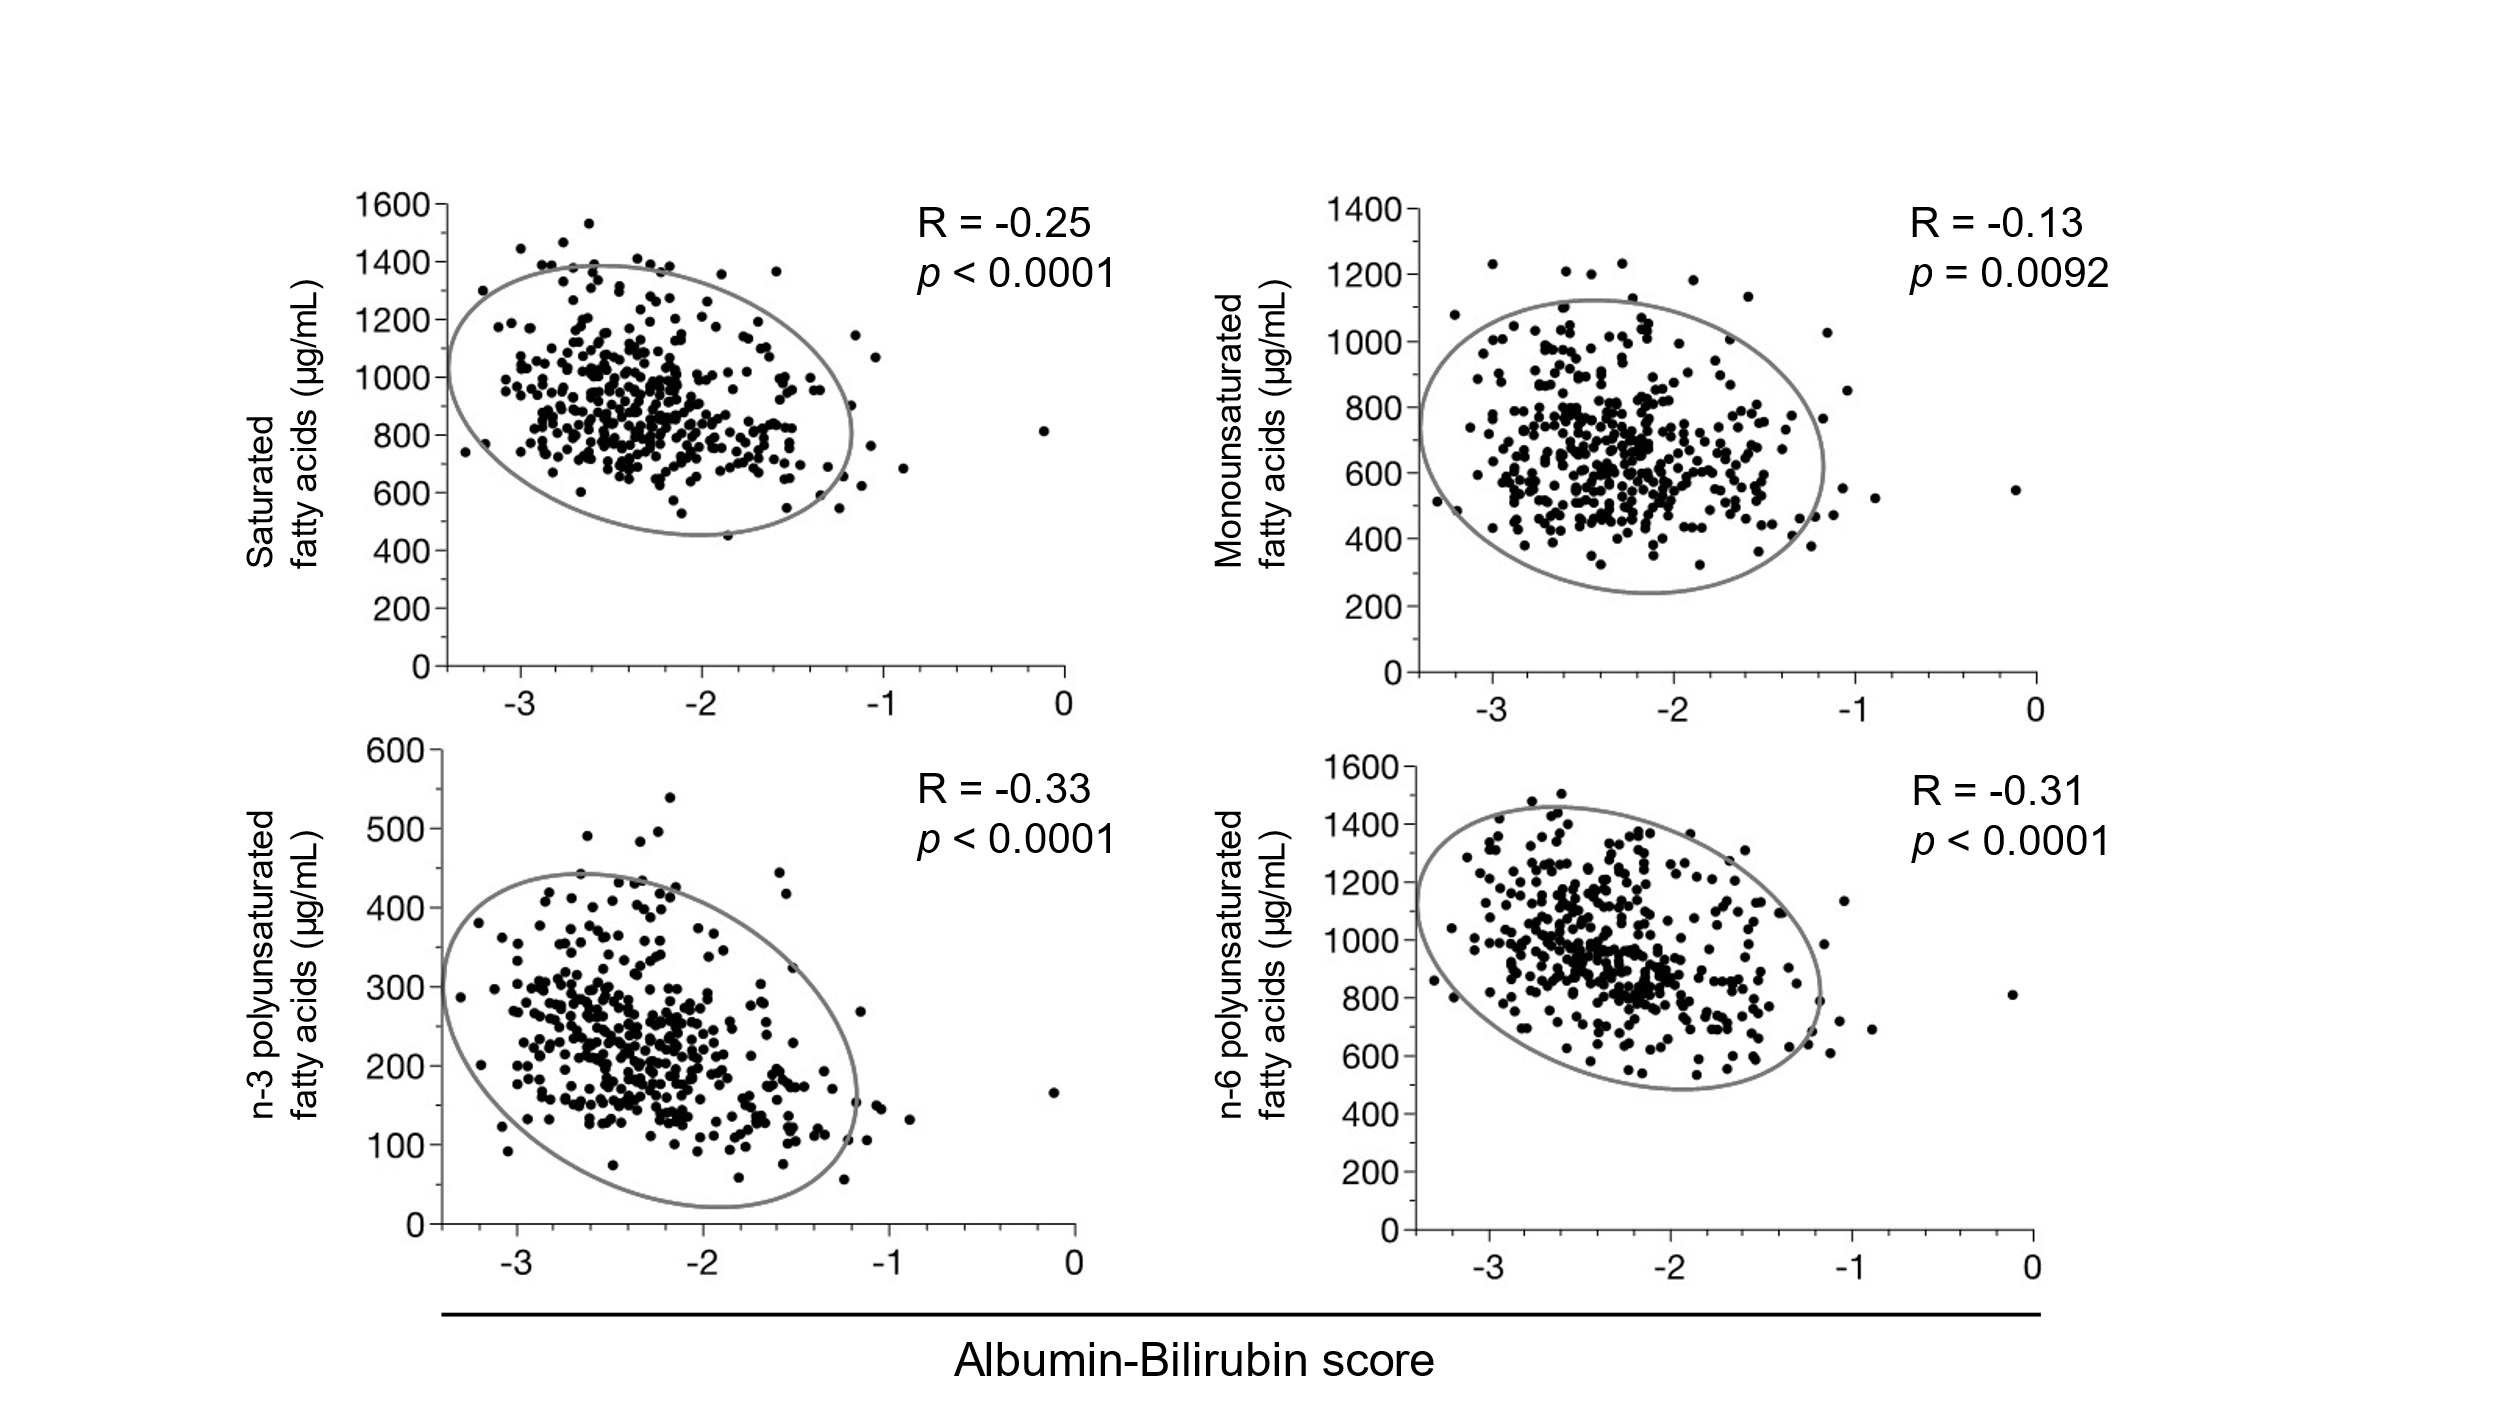 Saturated
fatty acids (µg/mL)
1600
1400
1200
1000
800
600
400
200
0
-3
-2
-1
0
R = -0.25
p < 0.0001
Monounsaturated
fatty acids (µg/mL)
1400
1200
1000
800
600
400
200
0
-3
-2
-1
0
R = -0.13
p = 0.0092
n-3 polyunsaturated
fatty acids (µg/mL)
600
500
400
300
200
100
0
-3
-2
-1
0
R = -0.33
p < 0.0001
n-6 polyunsaturated
fatty acids (µg/mL)
1600
1400
1200
1000
800
600
400
200
0
-3
-2
-1
0
R = -0.31
p < 0.0001
Albumin-Bilirubin score